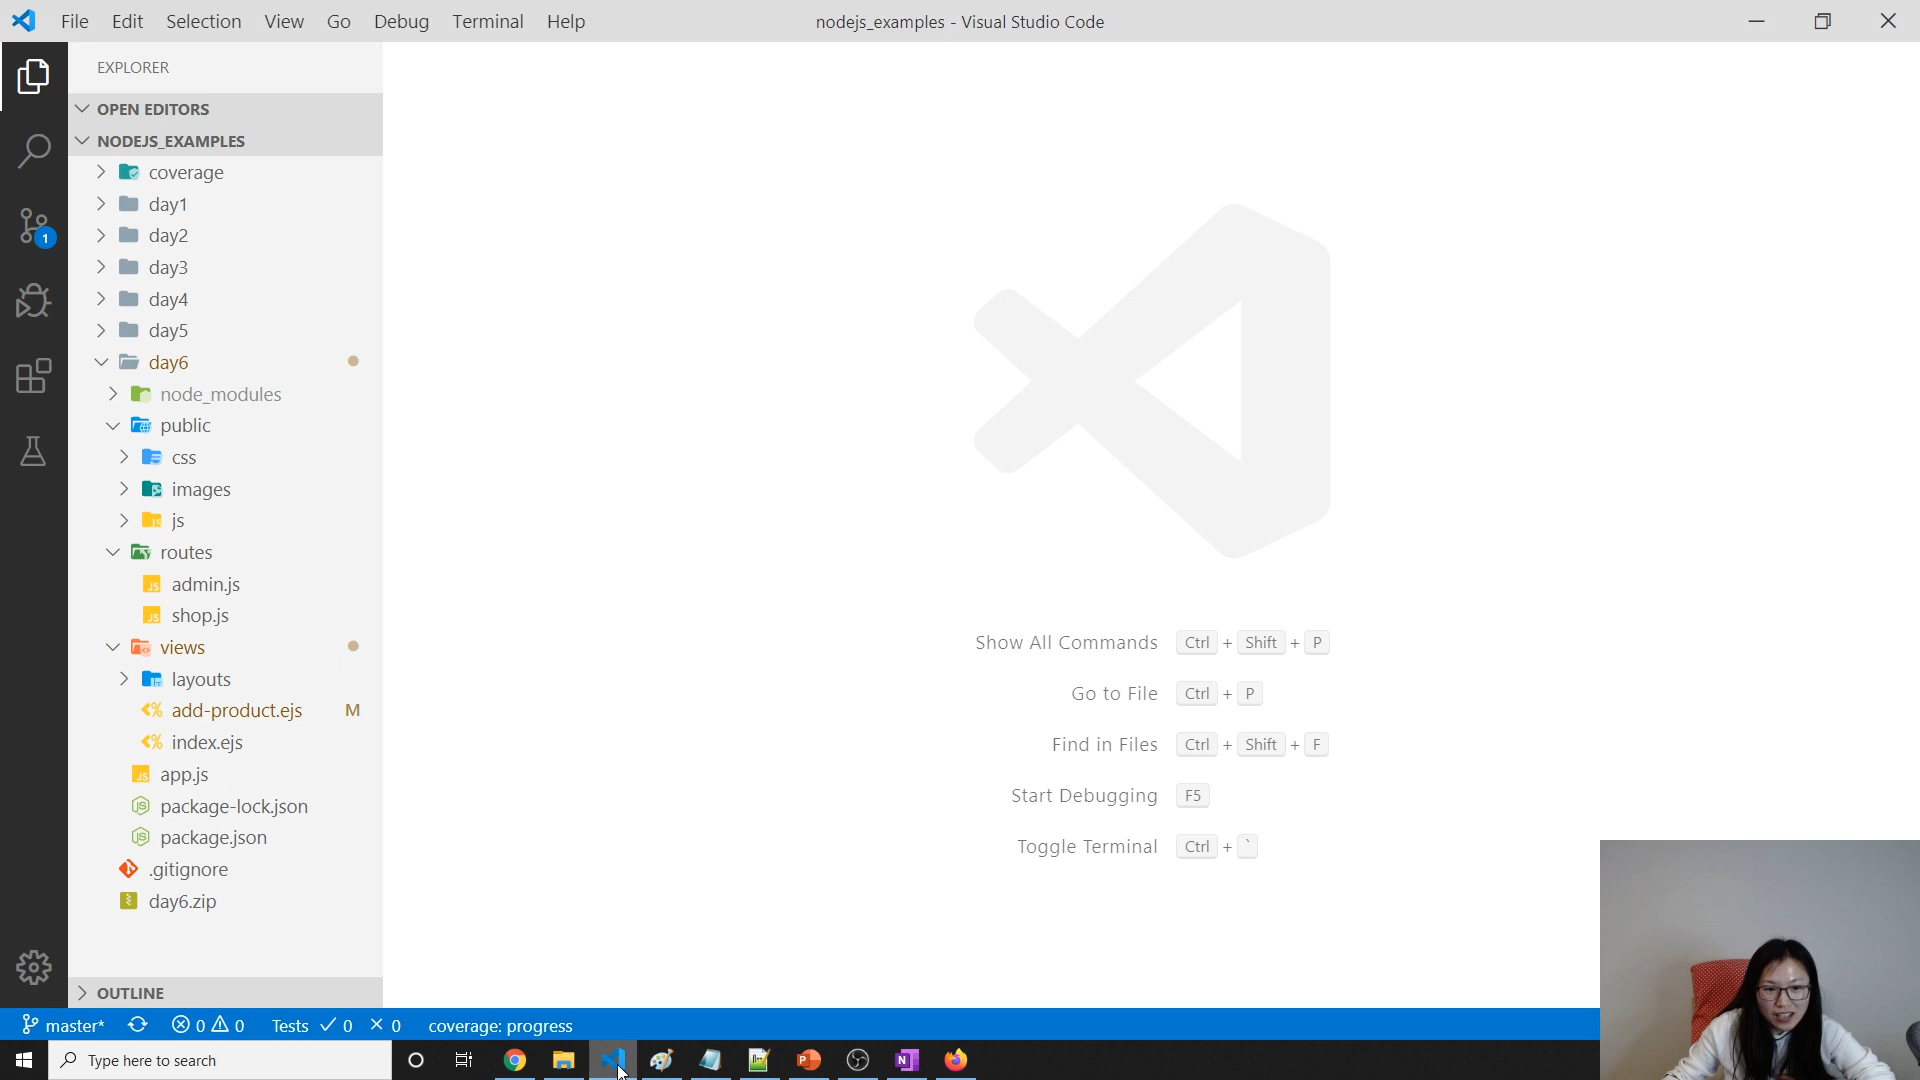 File Edit Selection View Go Debug Terminal Help nodejs_examples - Visual Studio Code
EXPLORER
OPEN EDITORS
NODEJS_EXAMPLES
coverage
day1
day2
day3
day4
day5
day6
node_modules
public
css
images
js
routes
JS admin.js
JS shop.js
views
layouts
<% add-product.ejs M
<% index.ejs
JS app.js
package-lock.json
package.json
.gitignore
day6.zip
OUTLINE
1
Show All Commands Ctrl + Shift + P
Go to File Ctrl + P
Find in Files Ctrl + Shift + F
Start Debugging F5
Toggle Terminal Ctrl + `
master* 0 0 Tests 0 0 coverage: progress
Type here to search